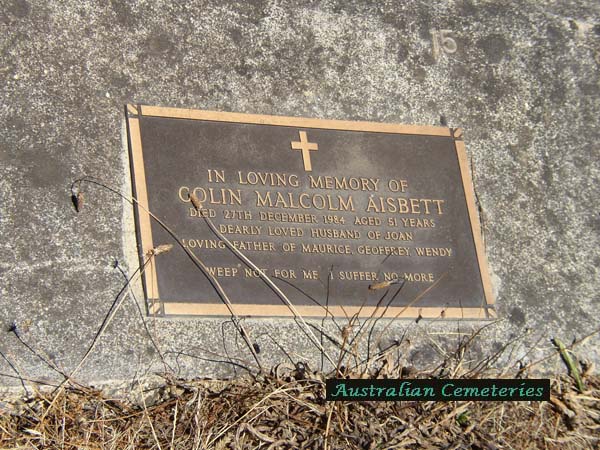 15
IN LOVING MEMORY OF
COLIN MALCOLM AISBETT
DIED 27TH DECEMBER 1984 AGED 51 YEARS
DEARLY LOVED HUSBAND OF JOAN
LOVING FATHER OF MAURICE, GEOFFREY, WENDY
WEEP NOT FOR ME I SUFFER NO MORE
Australian Cemeteries